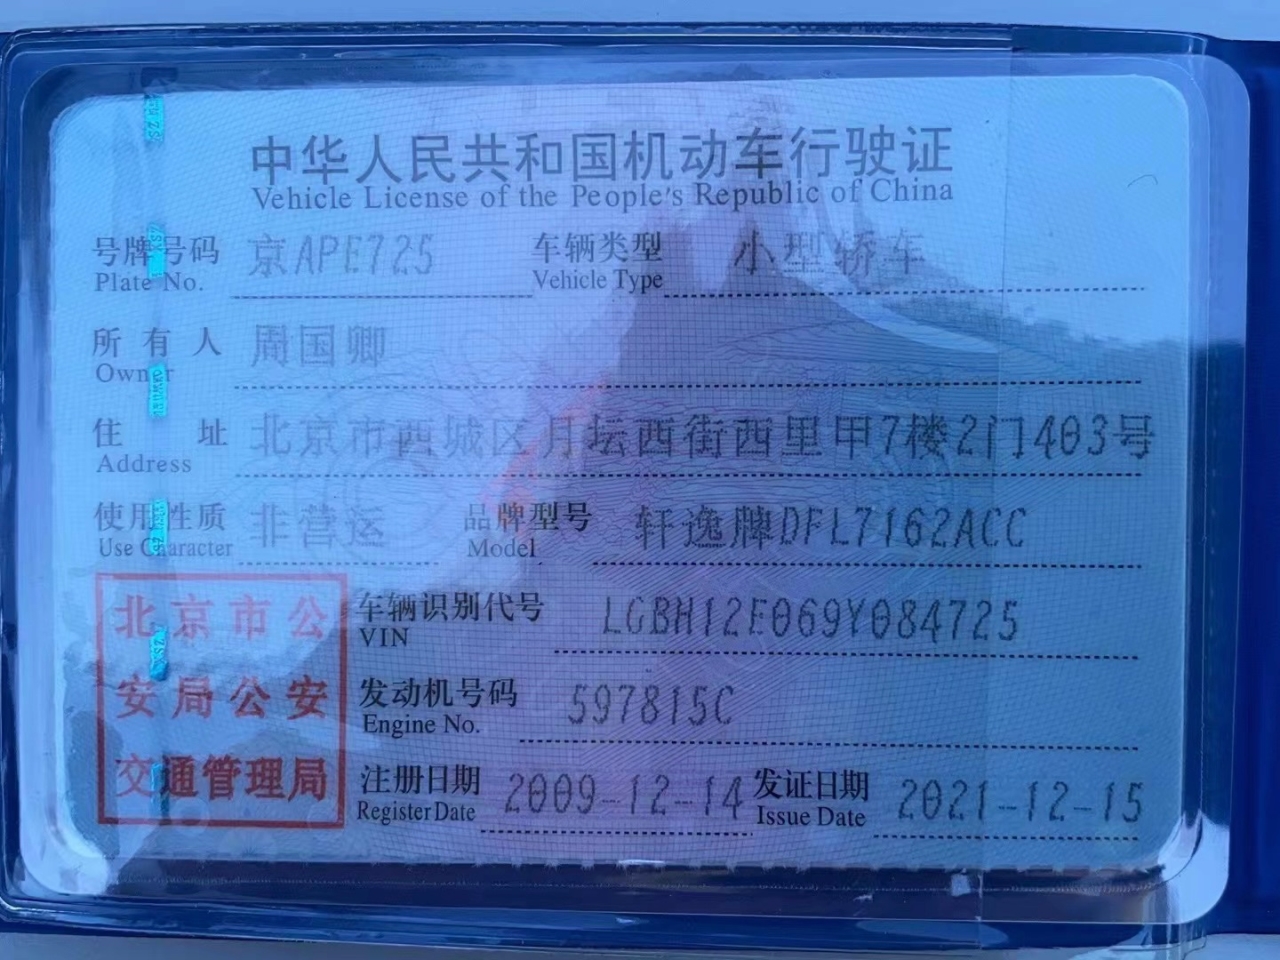 中华人民共和国机动车行驶证
Vehicle License of the People's Republic of China
号牌号码 京APE725 车辆类型 小型轿车
Plate No. Vehicle Type
所有人 周国卿
Owner
住址 北京市西城区月坛西街西里甲7楼2门403号
Address
使用性质 非营运 品牌型号 轩逸牌DFL7162ACC
Use Character Model
北京市公
安局公安
交通管理局
车辆识别代号 LGBH12E069Y084725
VIN
发动机号码 597815C
Engine No.
注册日期 2009-12-14 发证日期 2021-12-15
Register Date Issue Date